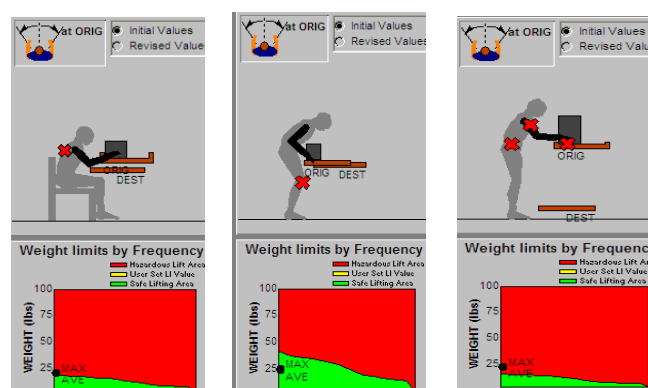 at ORIG
Initial Values
Revised Value
ORIG
DEST
Weight limits by Frequency
Hazardous Lift Area
User Set LI Value
Safe Lifting Area
WEIGHT (lbs)
100
75
50
25
MAX
AVE
at ORIG
Initial Values
Revised Values
ORIG
DEST
Weight limits by Frequency
Hazardous Lift Area
User Set LI Value
Safe Lifting Area
WEIGHT (lbs)
100
75
50
25
MAX
AVE
at ORIG
Initial Values
Revised Valu
ORIG
DEST
Weight limits by Frequenc
Hazardous Lift Are
User Set LI Value
Safe Lifting Area
WEIGHT (lbs)
100
75
50
25
MAX
AVE